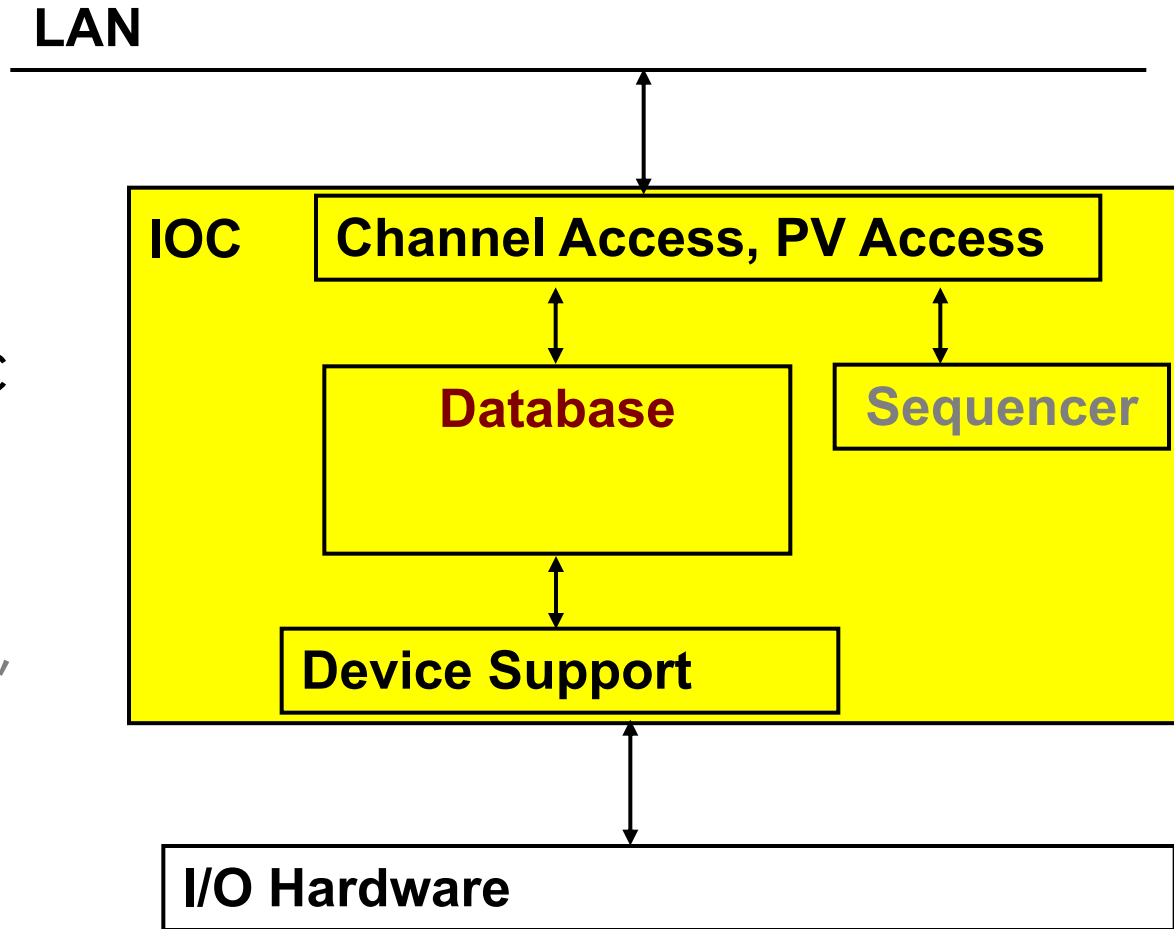 LAN
IOC
Channel Access, PV Access
Database
Sequencer
Device Support
I/O Hardware